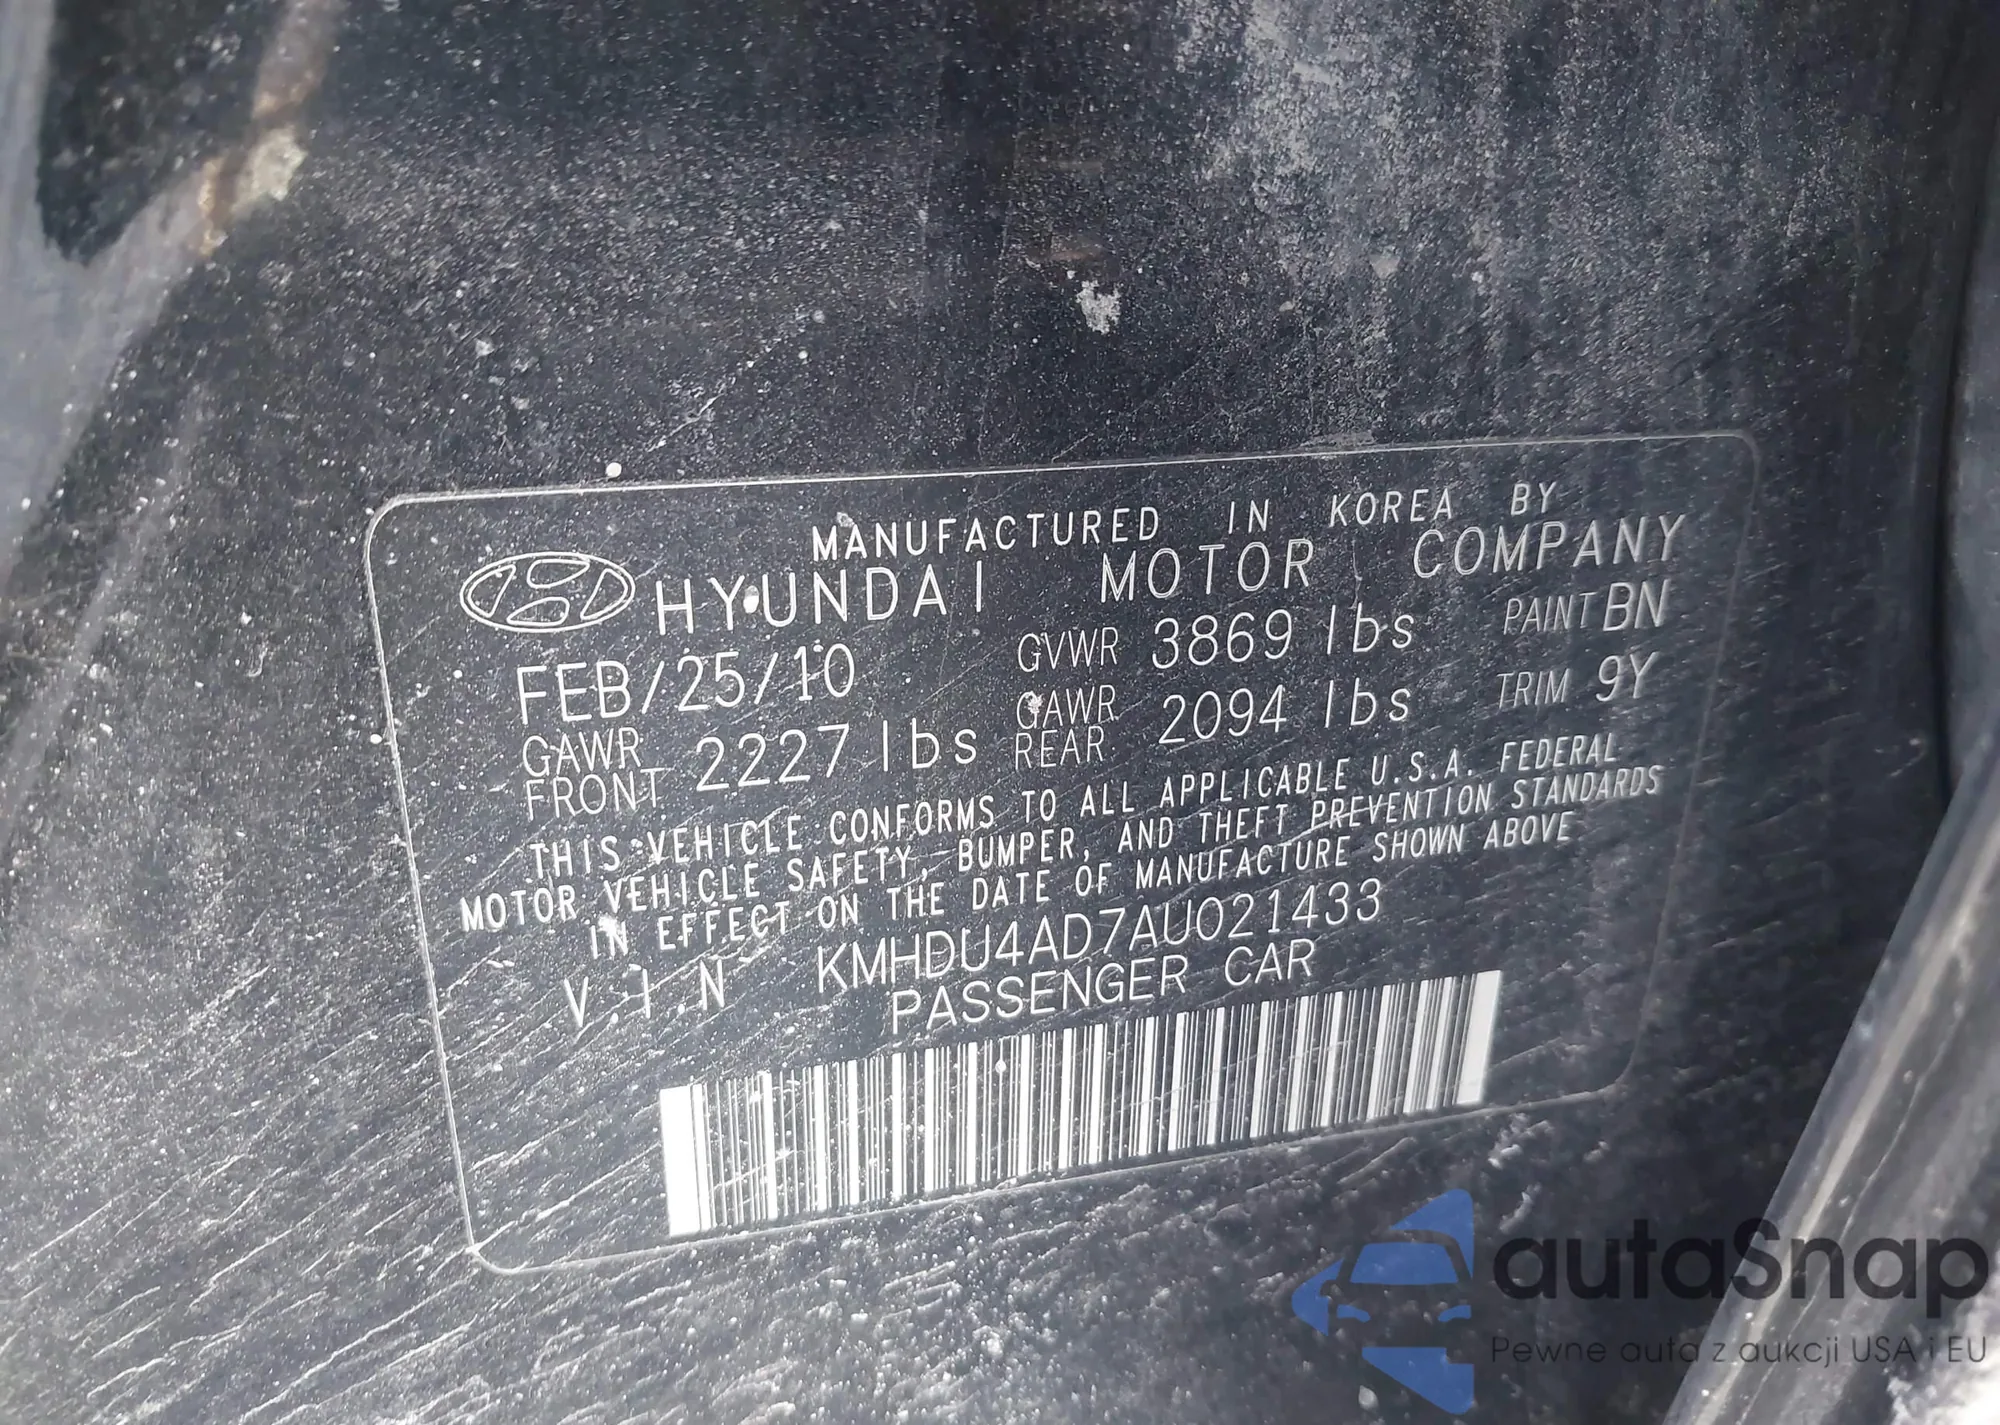 MANUFACTURED IN KOREA BY
HYUNDAI MOTOR COMPANY
FEB/25/10 GVWR 3869 lbs PAINT BN
GAWR FRONT 2227 lbs GAWR REAR 2094 lbs TRIM 9Y
THIS VEHICLE CONFORMS TO ALL APPLICABLE U.S.A. FEDERAL
MOTOR VEHICLE SAFETY, BUMPER, AND THEFT PREVENTION STANDARDS
IN EFFECT ON THE DATE OF MANUFACTURE SHOWN ABOVE
V.I.N KMHDU4AD7AU021433
PASSENGER CAR
autaSnap
Pewne auta z aukcji USA i EU